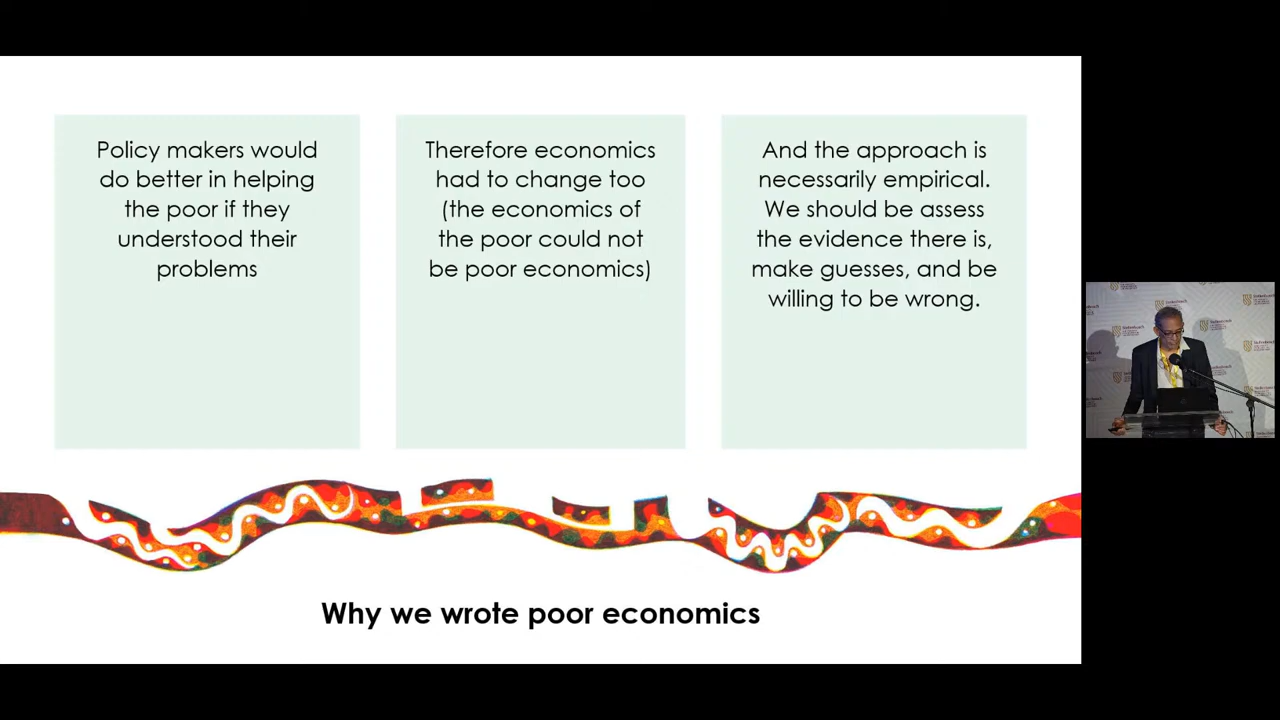 Policy makers would
do better in helping
the poor if they
understood their
problems
Therefore economics
had to change too
(the economics of
the poor could not
be poor economics)
And the approach is
necessarily empirical.
We should be assess
the evidence there is,
make guesses, and be
willing to be wrong.
Why we wrote poor economics